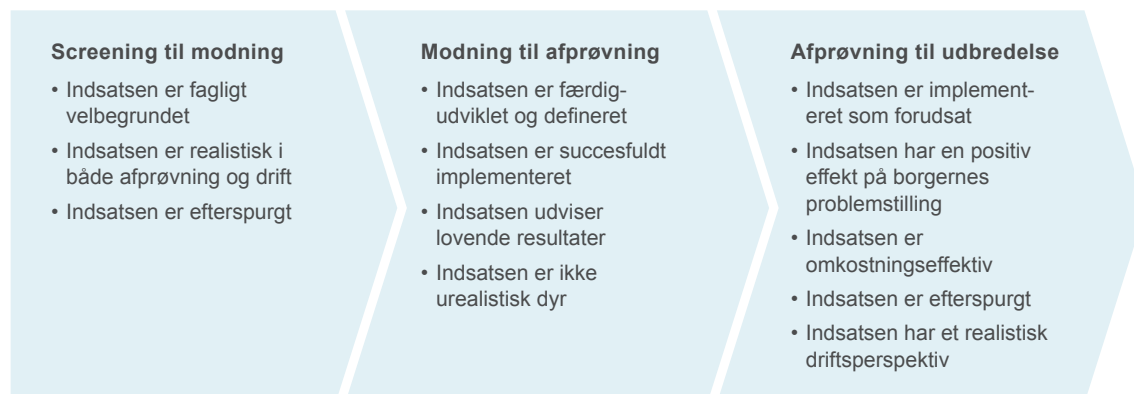 Screening til modning
• Indsatsen er fagligt
velbegrundet
• Indsatsen er realistisk i
både afprøvning og drift
• Indsatsen er efterspurgt
Modning til afprøvning
• Indsatsen er færdig-
udviklet og defineret
• Indsatsen er succesfuldt
implementeret
• Indsatsen udviser
lovende resultater
• Indsatsen er ikke
urealistisk dyr
Afprøvning til udbredelse
• Indsatsen er implement-
eret som forudsat
• Indsatsen har en positiv
effekt på borgernes
problemstilling
• Indsatsen er
omkostningseffektiv
• Indsatsen er efterspurgt
• Indsatsen har et realistisk
driftsperspektiv